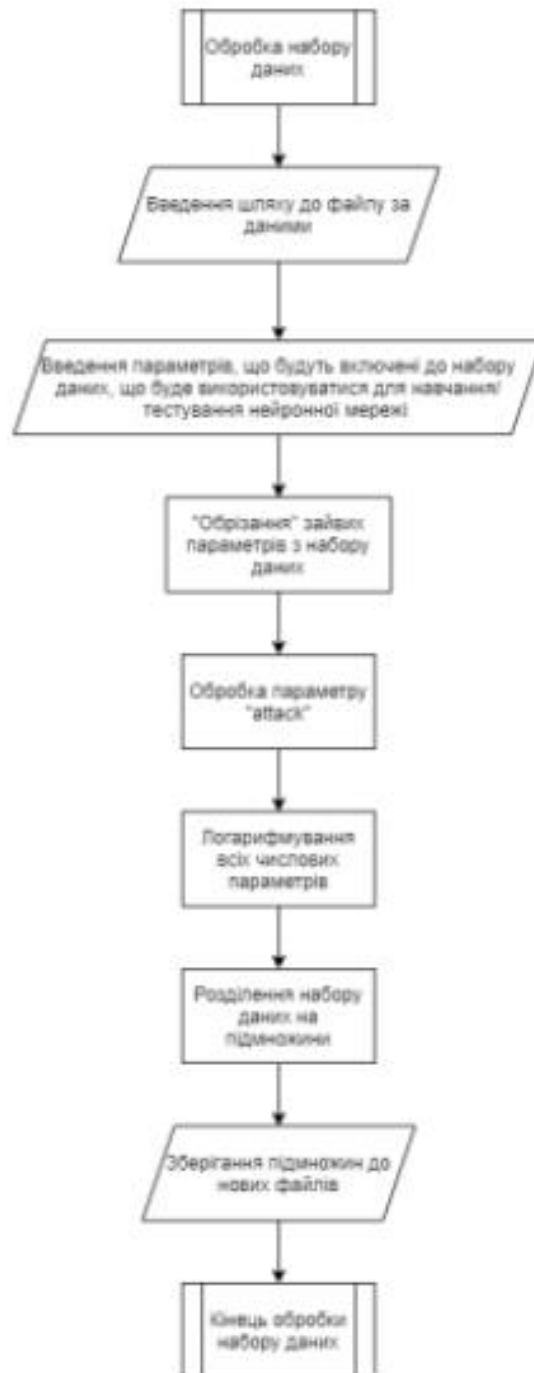 Обробка набору
даних
Введення шляху до файлу за
даними
Введення параметрів, що будуть включені до набору
даних, що буде використовуватися для навчання/
тестування нейронної мережі
"Обрізання" зайвих
параметрів з набору
даних
Обробка параметру
"attack"
Логарифмування
всіх числових
параметрів
Розділення набору
даних на
підмножини
Зберігання підмножин до
нових файлів
Кінець обробки
набору даних